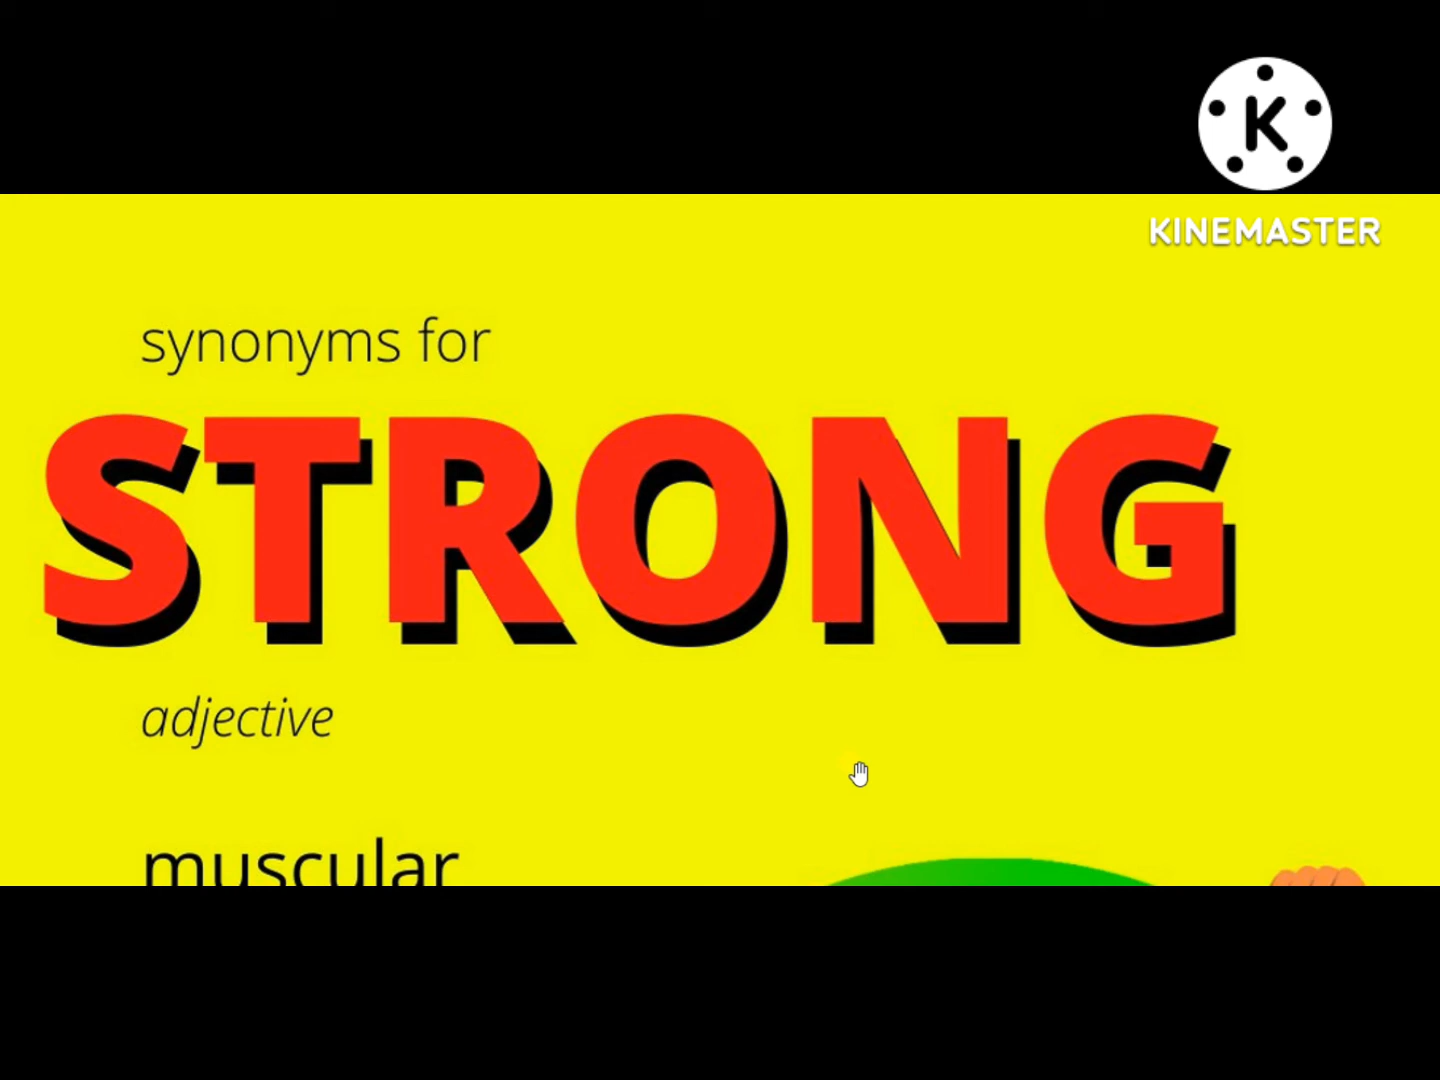 K
KINEMASTER
synonyms for
STRONG
adjective
muscular